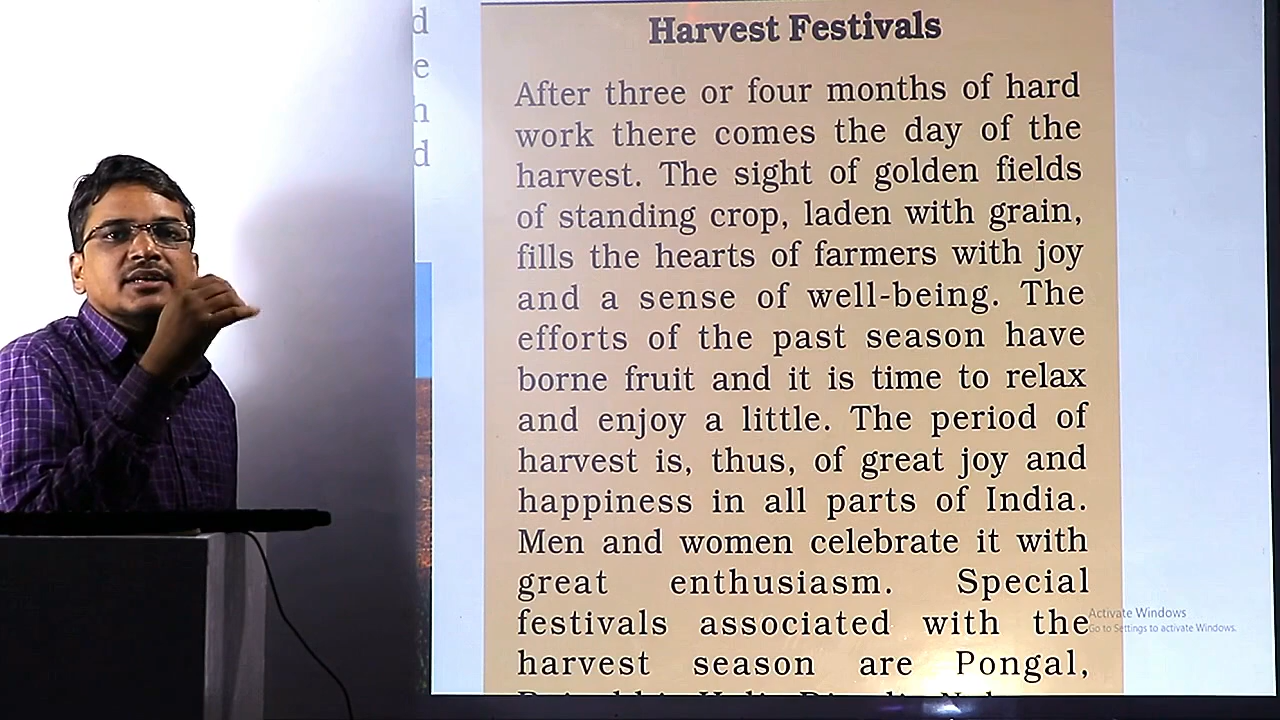 d
e
h
d
Harvest Festivals
After three or four months of hard
work there comes the day of the
harvest. The sight of golden fields
of standing crop, laden with grain,
fills the hearts of farmers with joy
and a sense of well-being. The
efforts of the past season have
borne fruit and it is time to relax
and enjoy a little. The period of
harvest is, thus, of great joy and
happiness in all parts of India.
Men and women celebrate it with
great enthusiasm. Special
festivals associated with the
harvest season are Pongal,
Activate Windows
Go to Settings to activate Windows.